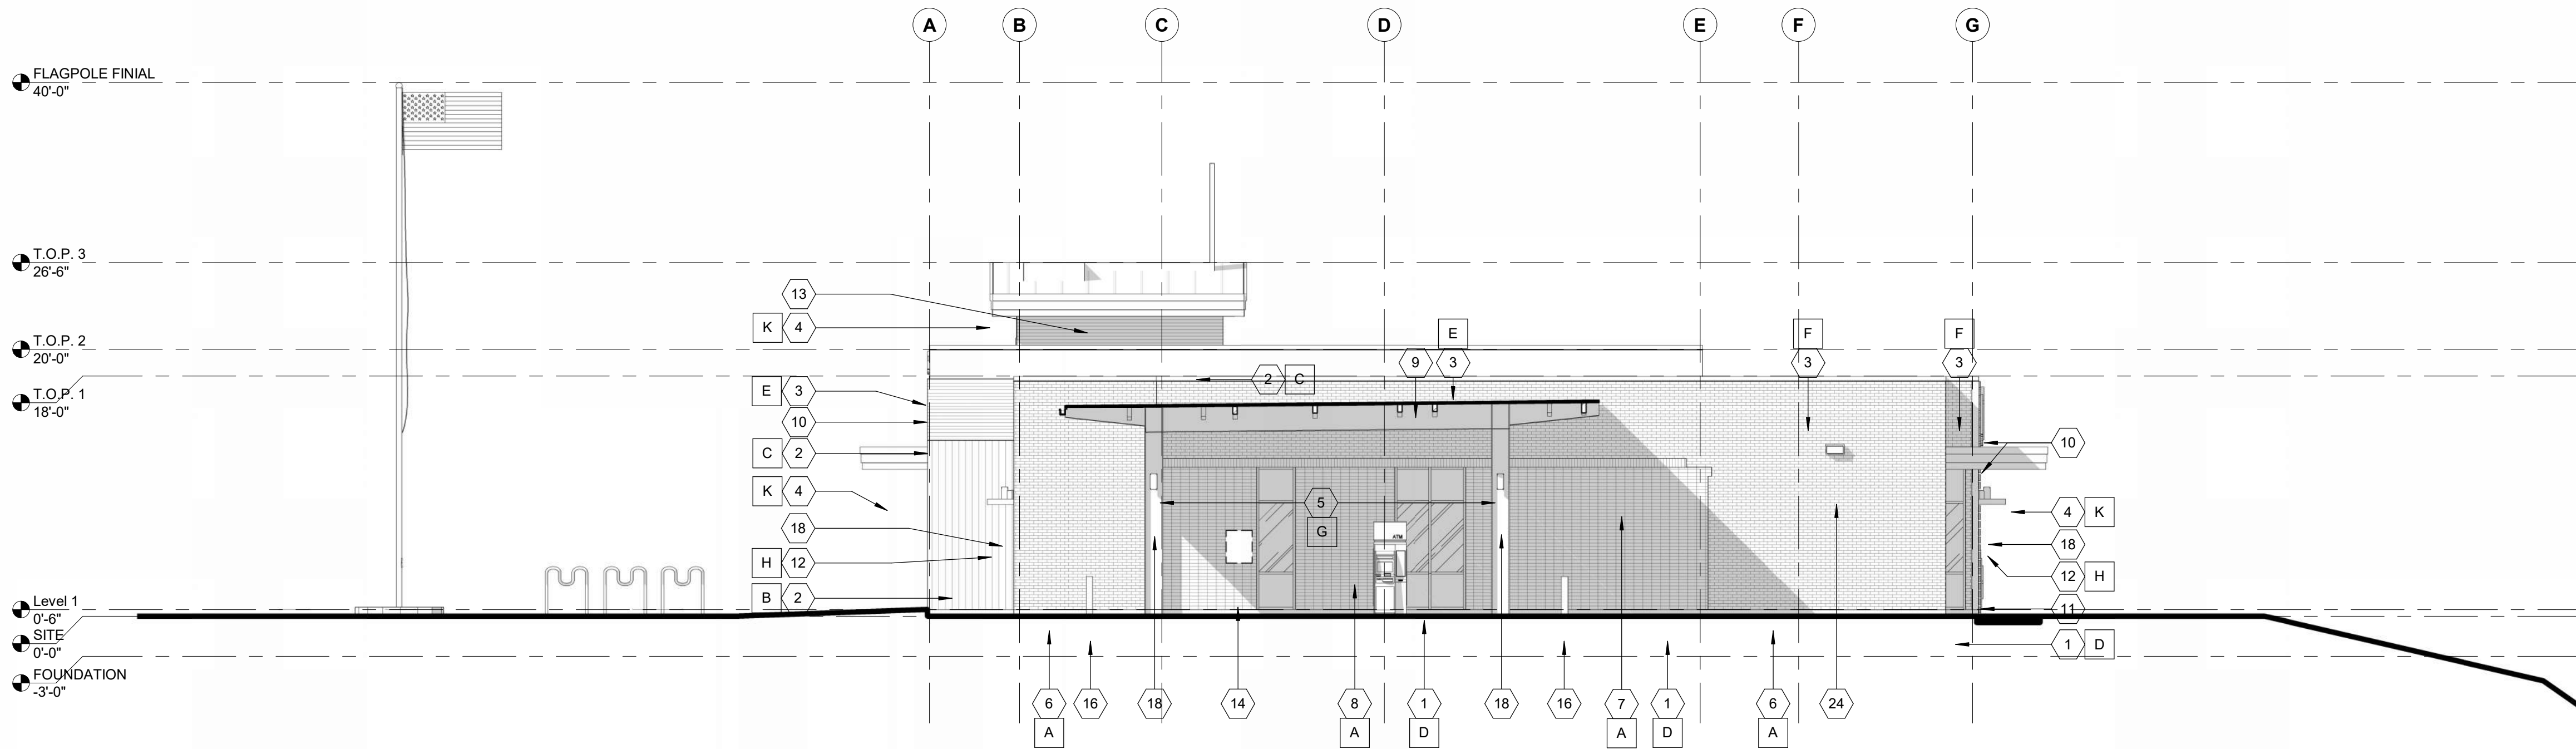 A B C D E F G
FLAGPOLE FINIAL
40'-0"
T.O.P. 3
26'-6"
13
K 4
E F F
T.O.P. 2
20'-0"
9 3 3 3
2 C
E 3
T.O.P. 1
18'-0"
10
10
C 2
K 4
5
4 K
G
18
18
ATM
H 12
12 H
B 2
Level 1
0'-6"
11
SITE
0'-0"
1 D
FOUNDATION
-3'-0"
6 16 18 14 8 1 18 16 7 1 6 24
A A D A D A